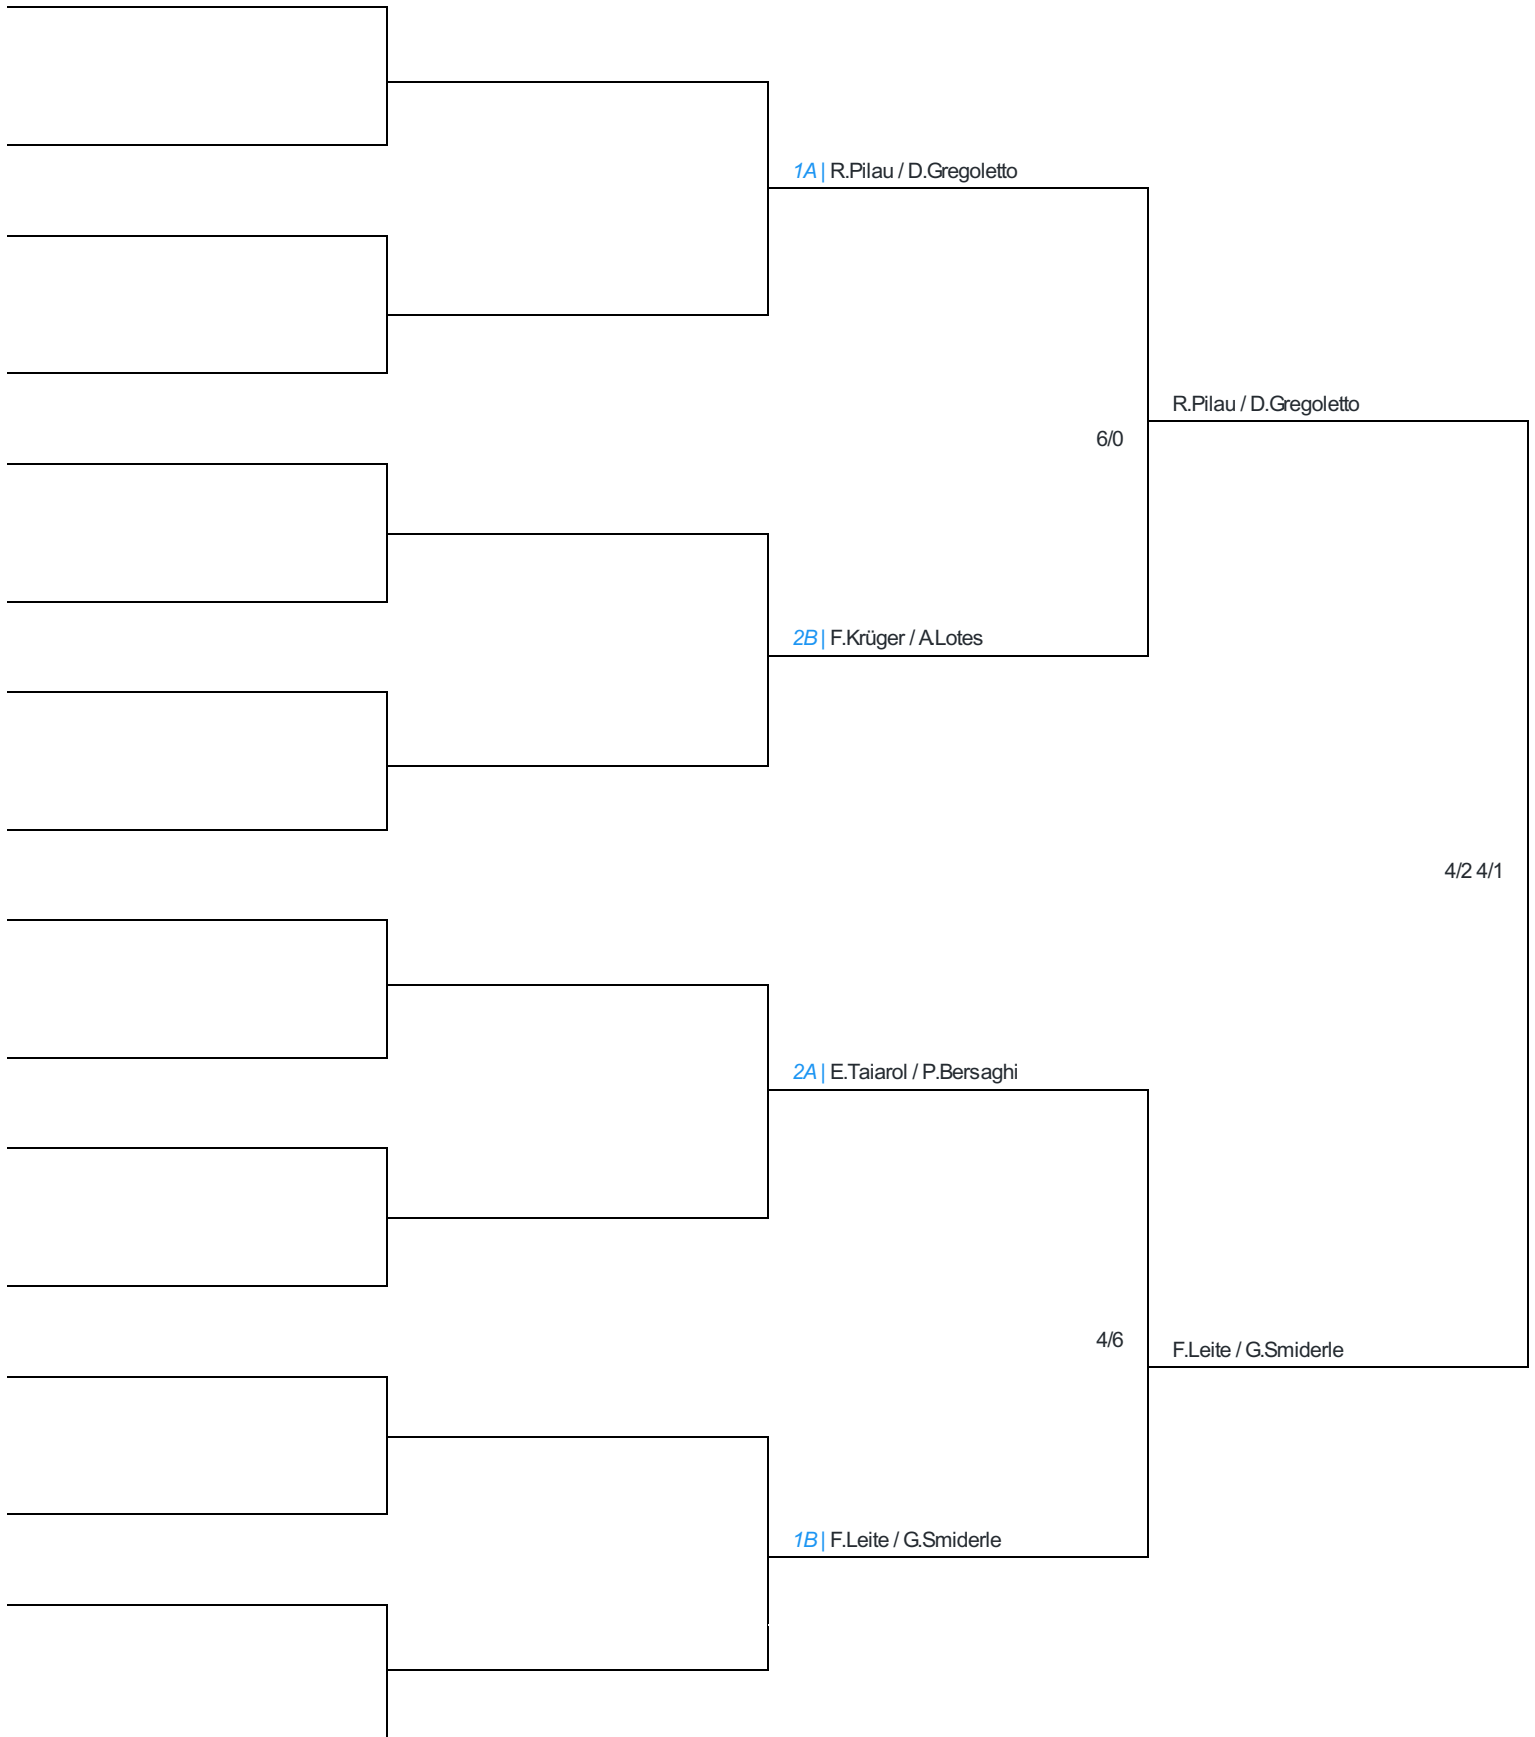 1A | R.Pilau / D.Gregoletto
R.Pilau / D.Gregoletto
6/0
2B | F.Krüger / A.Lotes
4/2 4/1
2A | E.Taiarol / P.Bersaghi
4/6
F.Leite / G.Smiderle
1B | F.Leite / G.Smiderle